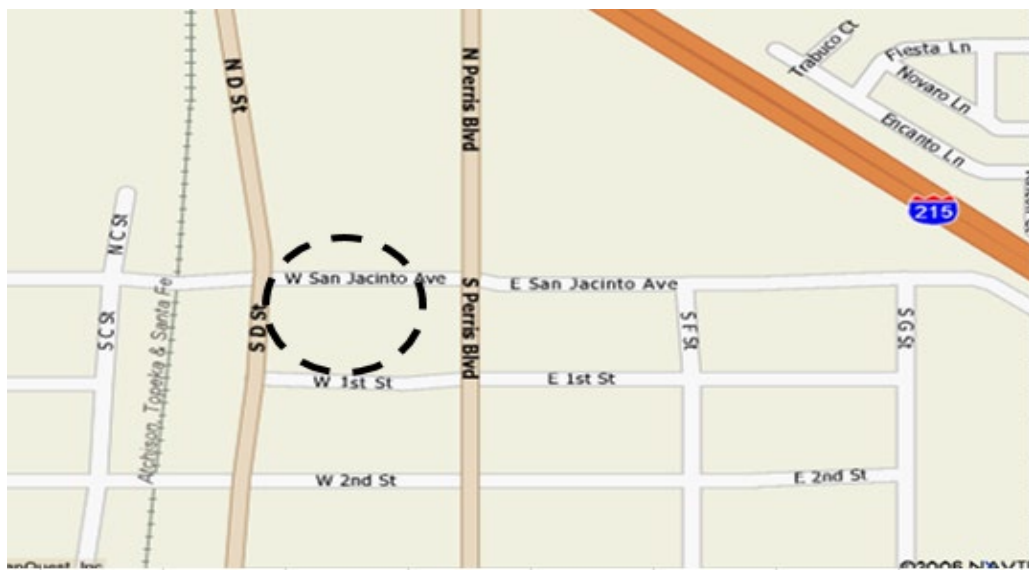 N D St
N Perris Blvd
Trabuco Ct
Fiesta Ln
Novaro Ln
Encanto Ln
215
N C St
W San Jacinto Ave
E San Jacinto Ave
S C St
Atchison, Topeka & Santa Fe
S D St
S Perris Blvd
S F St
S G St
W 1st St
E 1st St
W 2nd St
E 2nd St
©2006 NAVT